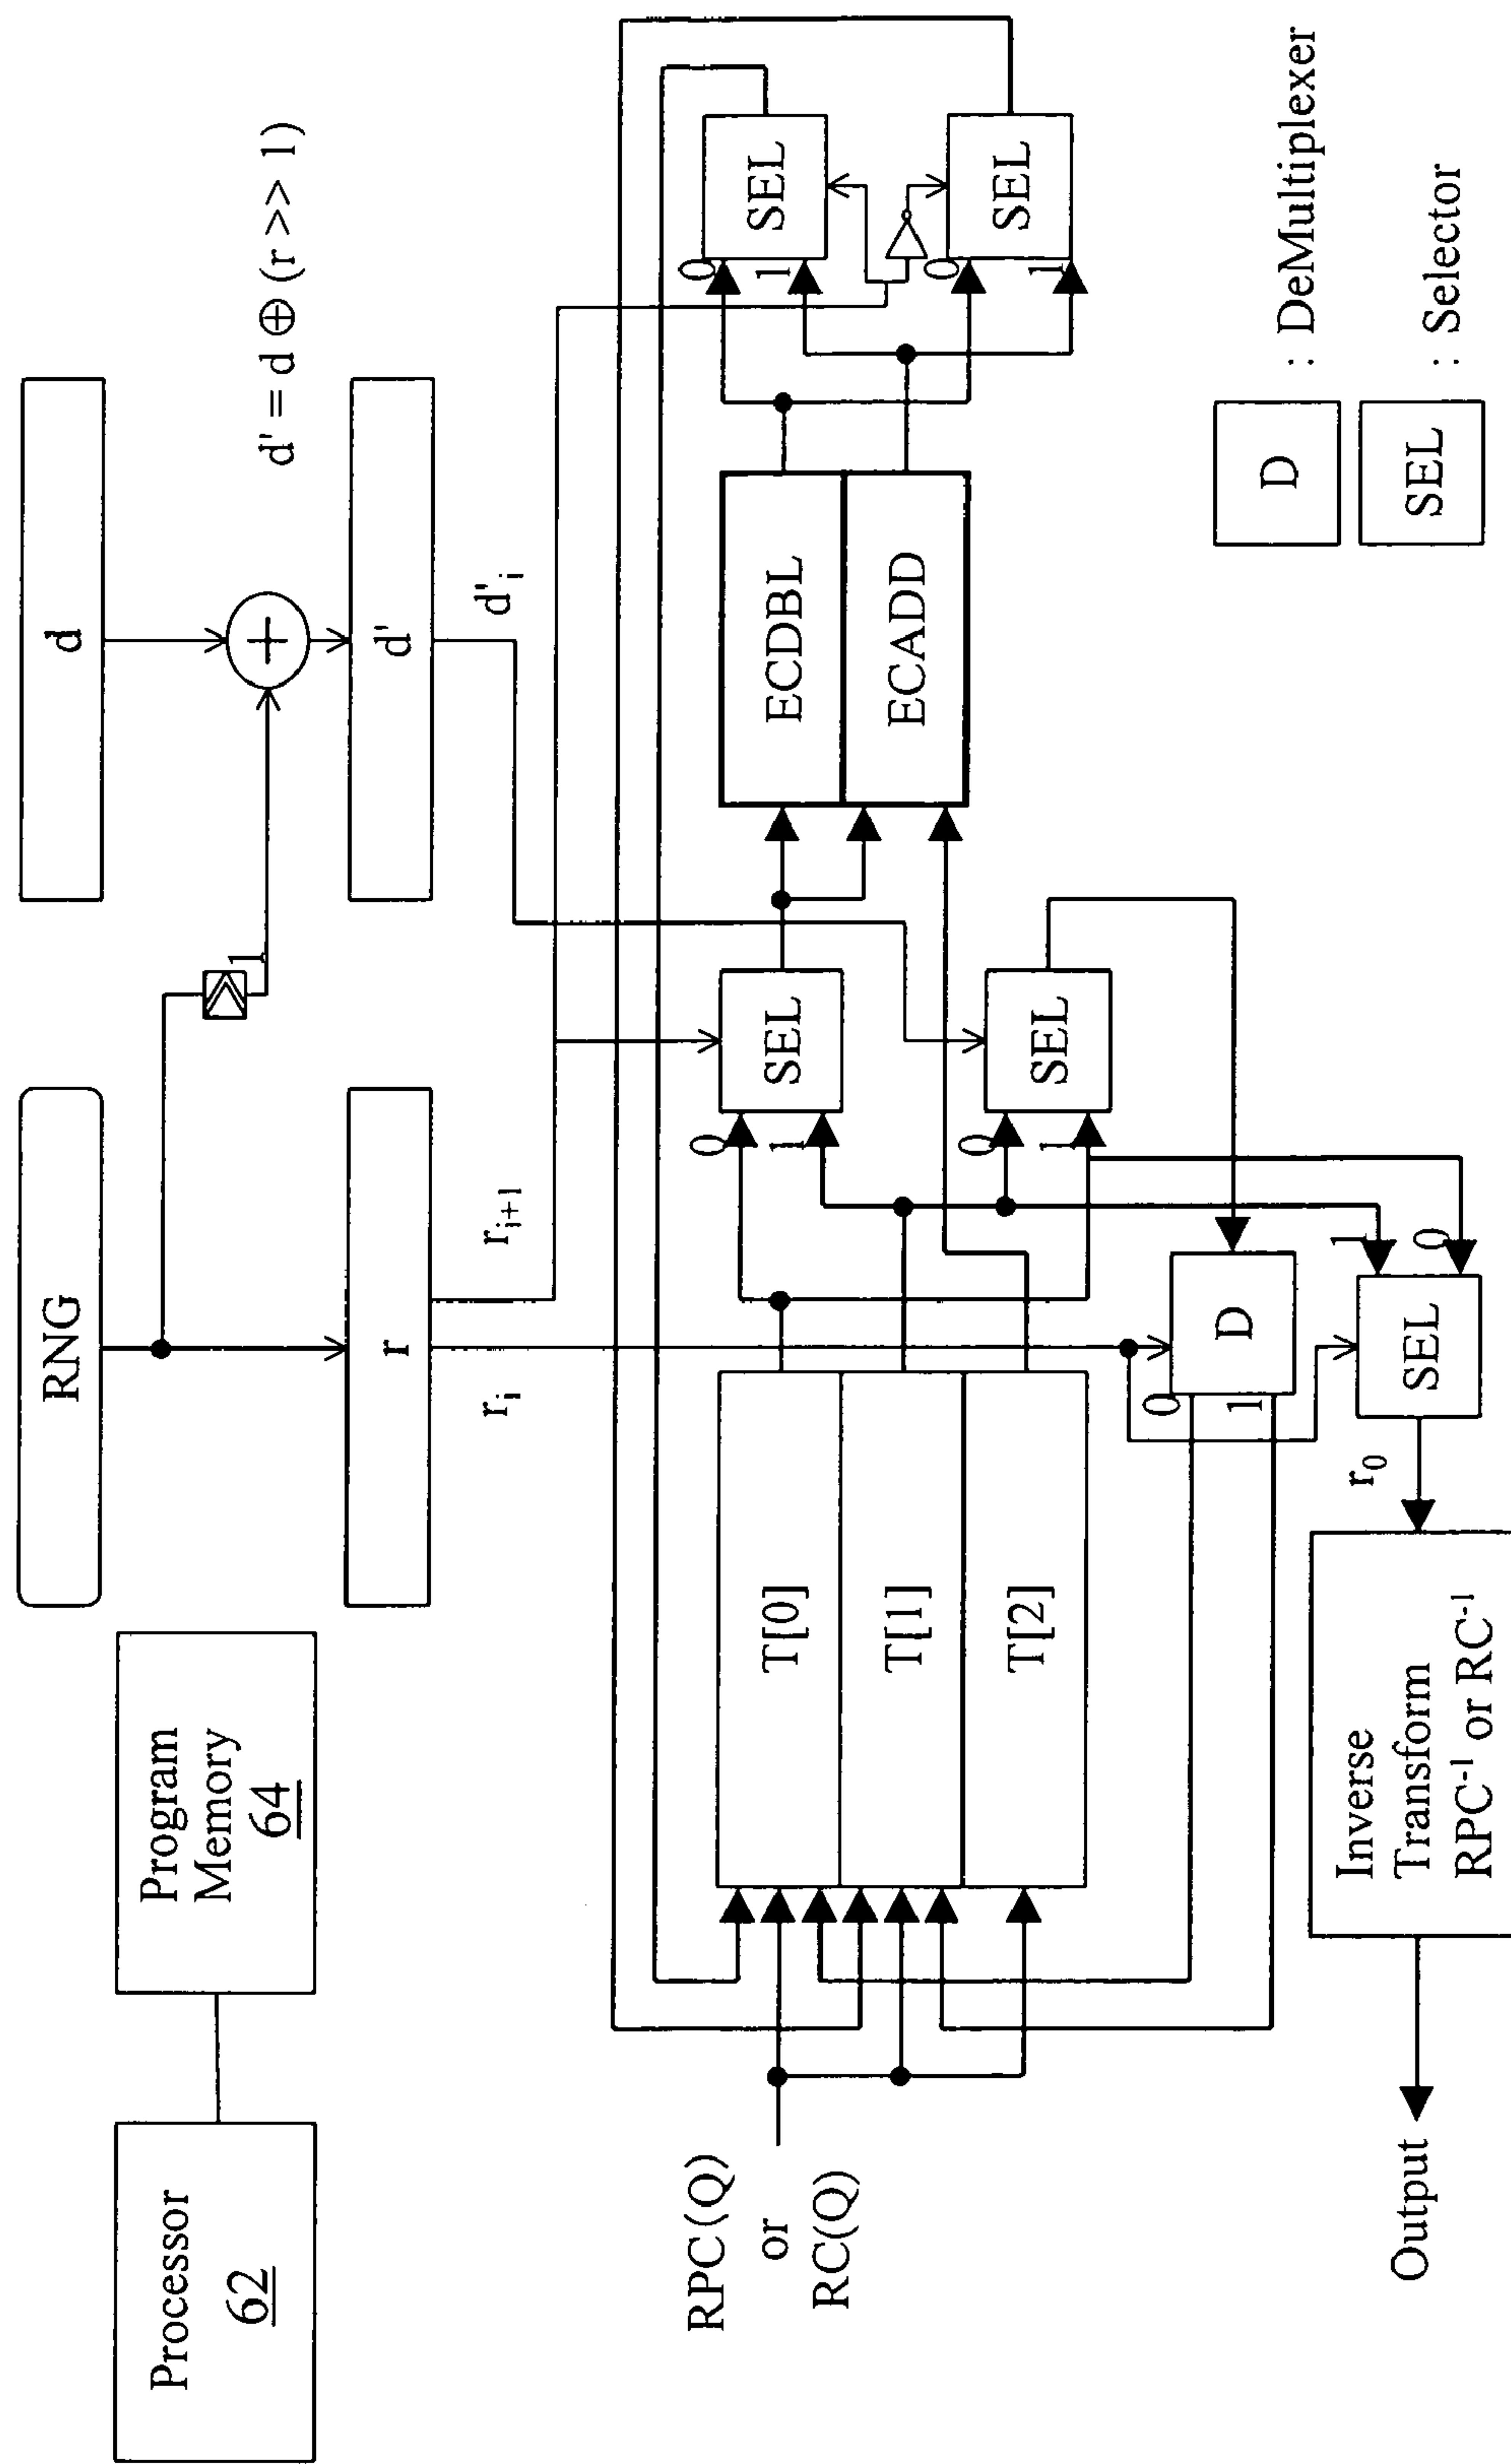 Processor
62
Program
Memory
64
RNG
1
d
d' = d ⊕ (r >> 1)
r
d'
r_i
r_{i+1}
d'_i
RPC(Q)
or
RC(Q)
T[0]
T[1]
T[2]
0
1
SEL
0
1
SEL
ECDBL
ECADD
0
1
SEL
0
1
SEL
0
1
D
1
0
SEL
r_0
Inverse
Transform
RPC⁻¹ or RC⁻¹
Output
D
: DeMultiplexer
SEL
: Selector